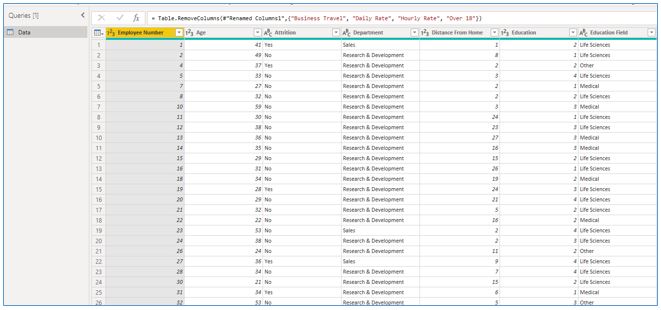 Queries [1]
= Table.RemoveColumns(#"Renamed Columns1",{"Business Travel", "Daily Rate", "Hourly Rate", "Over 18"})
Data
Employee Number Age Attrition Department Distance From Home Education Education Field
1 1 41 Yes Sales 1 2 Life Sciences
2 2 49 No Research & Development 8 1 Life Sciences
3 4 37 Yes Research & Development 2 2 Other
4 5 33 No Research & Development 3 4 Life Sciences
5 7 27 No Research & Development 2 1 Medical
6 8 32 No Research & Development 2 2 Life Sciences
7 10 59 No Research & Development 3 3 Medical
8 11 30 No Research & Development 24 1 Life Sciences
9 12 38 No Research & Development 23 3 Life Sciences
10 13 36 No Research & Development 27 3 Medical
11 14 35 No Research & Development 16 3 Medical
12 15 29 No Research & Development 15 2 Life Sciences
13 16 31 No Research & Development 26 1 Life Sciences
14 18 34 No Research & Development 19 2 Medical
15 19 28 Yes Research & Development 24 3 Life Sciences
16 20 29 No Research & Development 21 4 Life Sciences
17 21 32 No Research & Development 5 2 Life Sciences
18 22 22 No Research & Development 16 2 Medical
19 23 53 No Sales 2 4 Life Sciences
20 24 38 No Research & Development 2 3 Life Sciences
21 26 24 No Research & Development 11 2 Other
22 27 36 Yes Sales 9 4 Life Sciences
23 28 34 No Research & Development 7 4 Life Sciences
24 30 21 No Research & Development 15 2 Life Sciences
25 31 34 Yes Research & Development 6 1 Medical
26 32 53 No Research & Development 5 3 Other